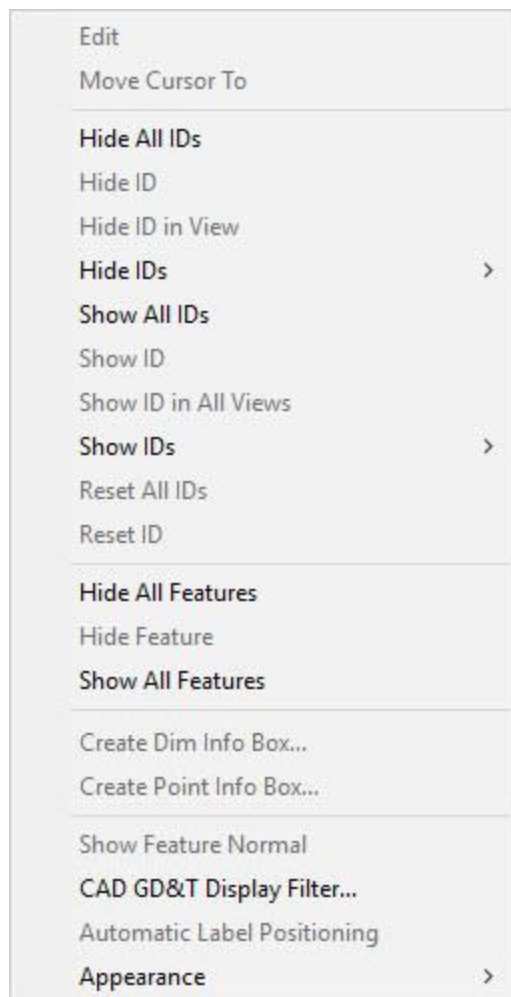 Edit
Move Cursor To
Hide All IDs
Hide ID
Hide ID in View
Hide IDs
Show All IDs
Show ID
Show ID in All Views
Show IDs
Reset All IDs
Reset ID
Hide All Features
Hide Feature
Show All Features
Create Dim Info Box...
Create Point Info Box...
Show Feature Normal
CAD GD&T Display Filter...
Automatic Label Positioning
Appearance